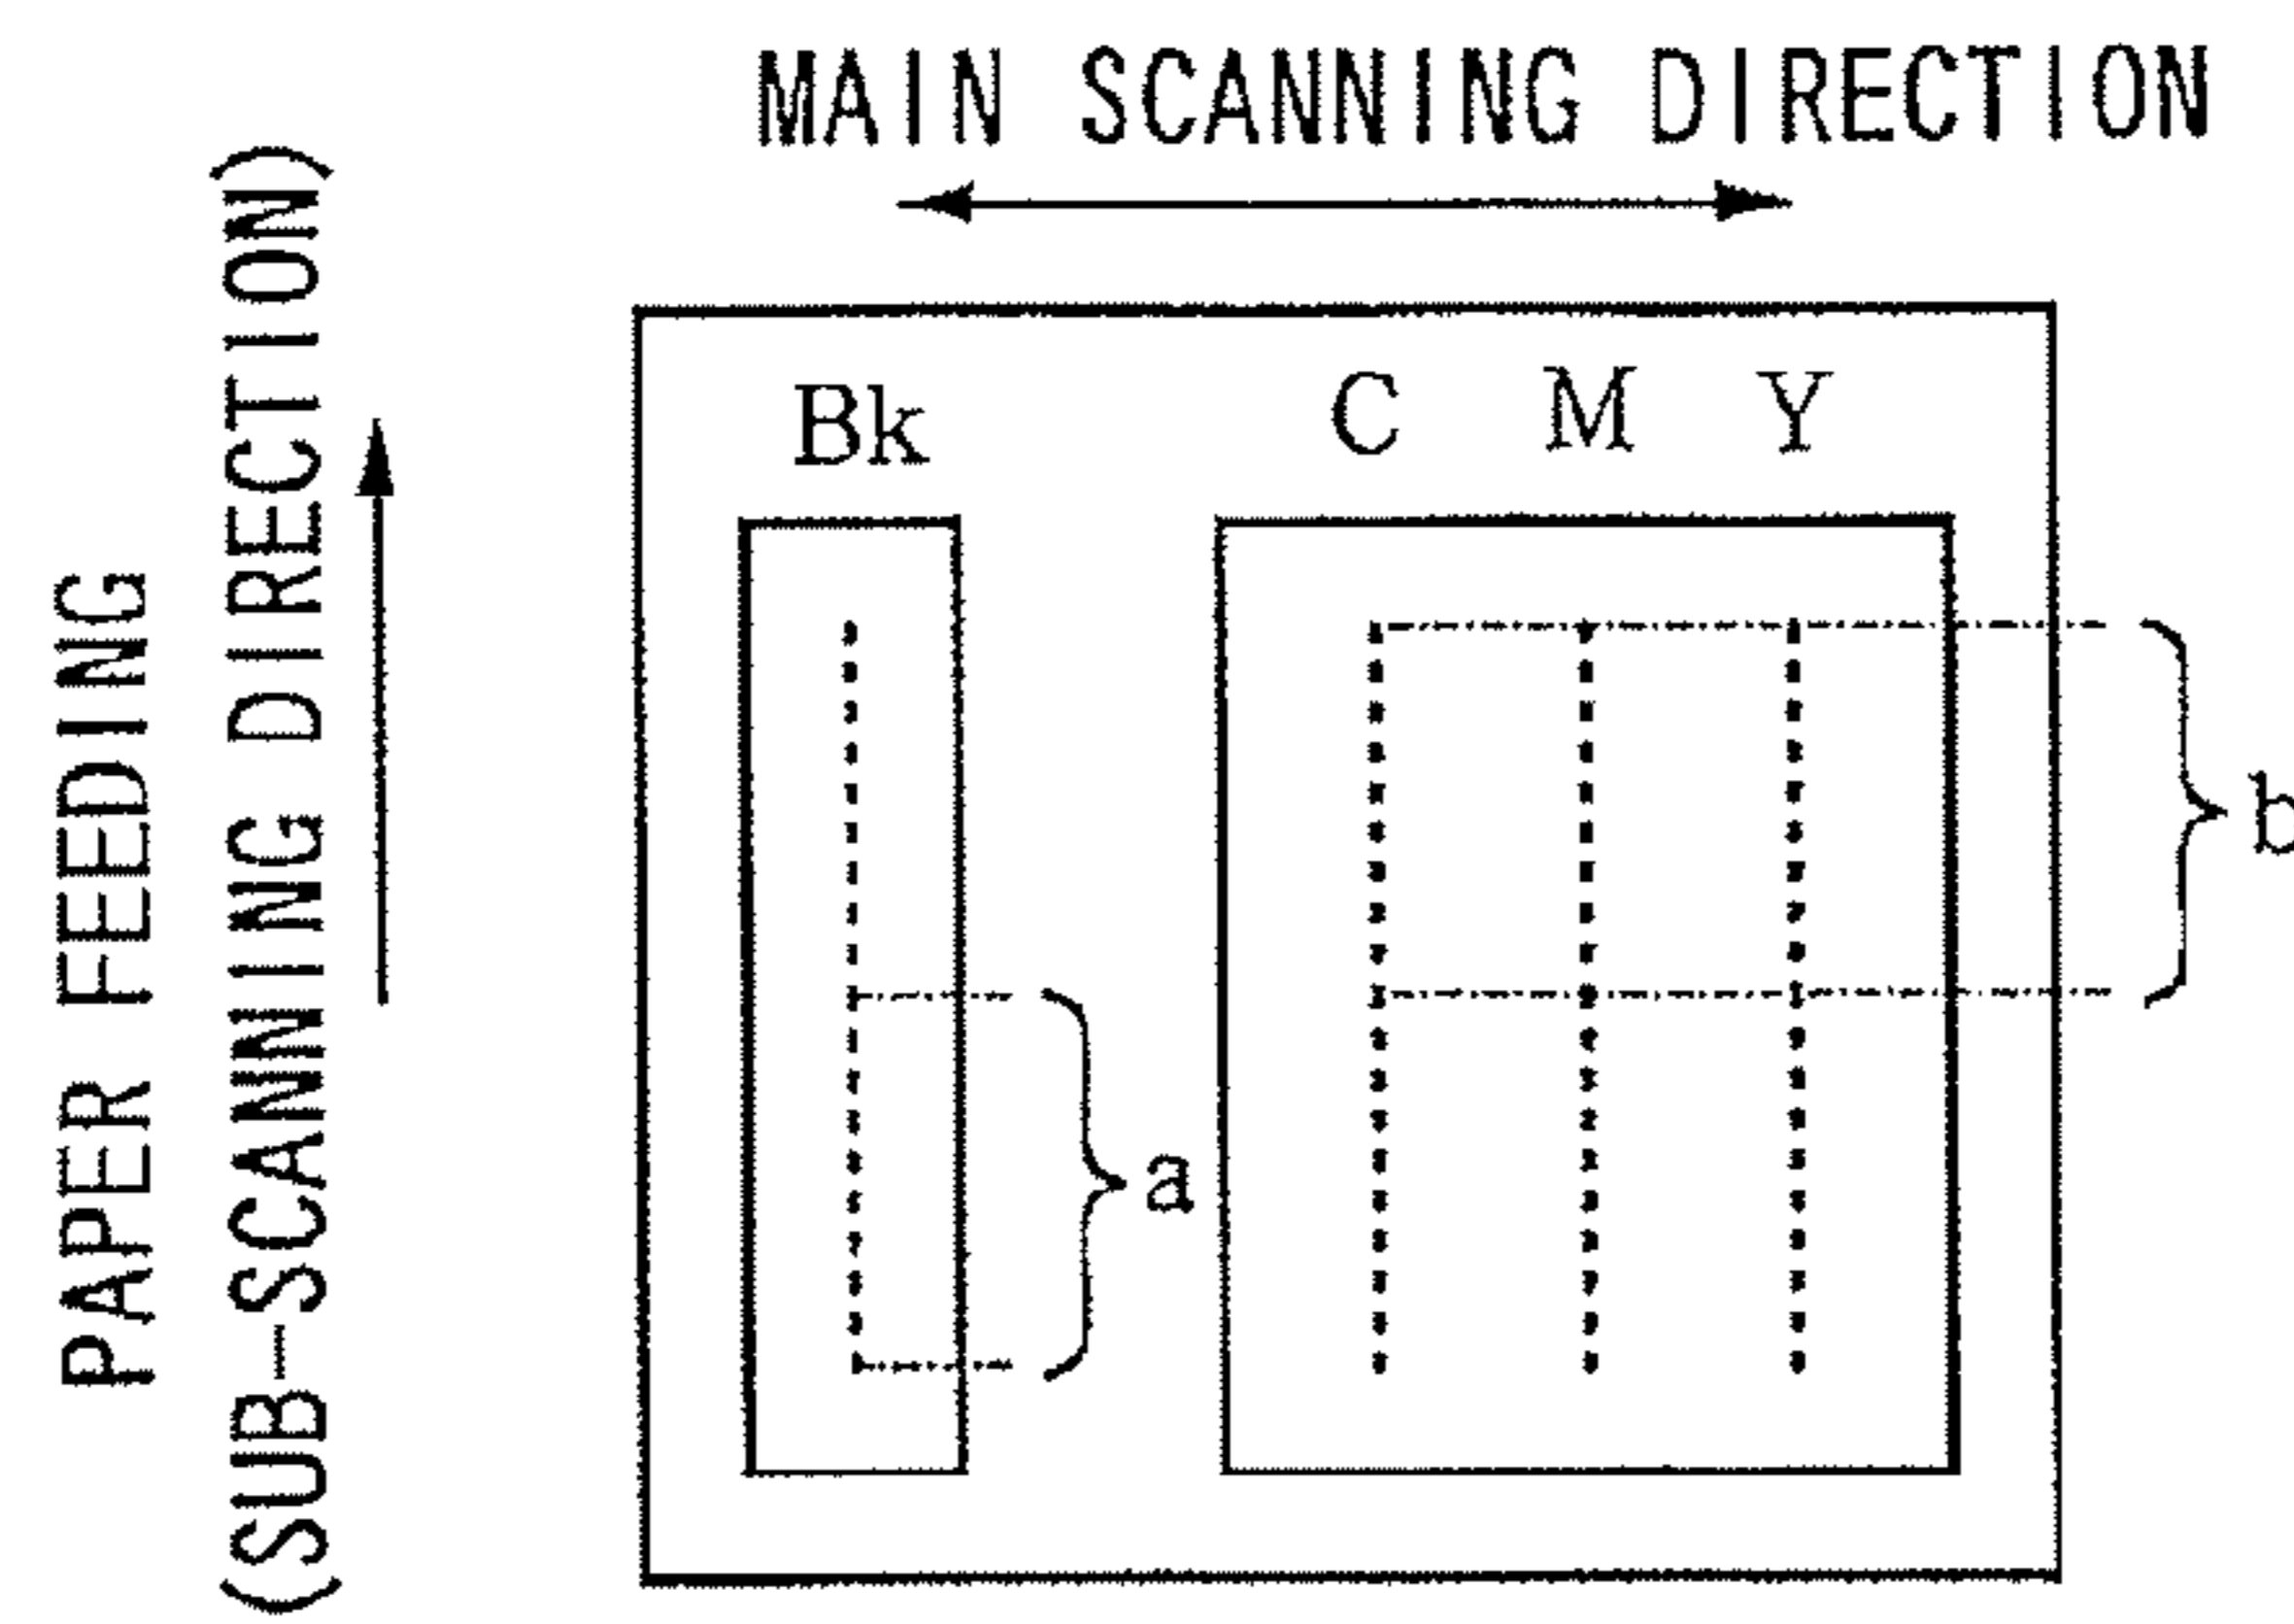 MAIN SCANNING DIRECTION
PAPER FEEDING
(SUB-SCANNING DIRECTION)
Bk C M Y
b
a